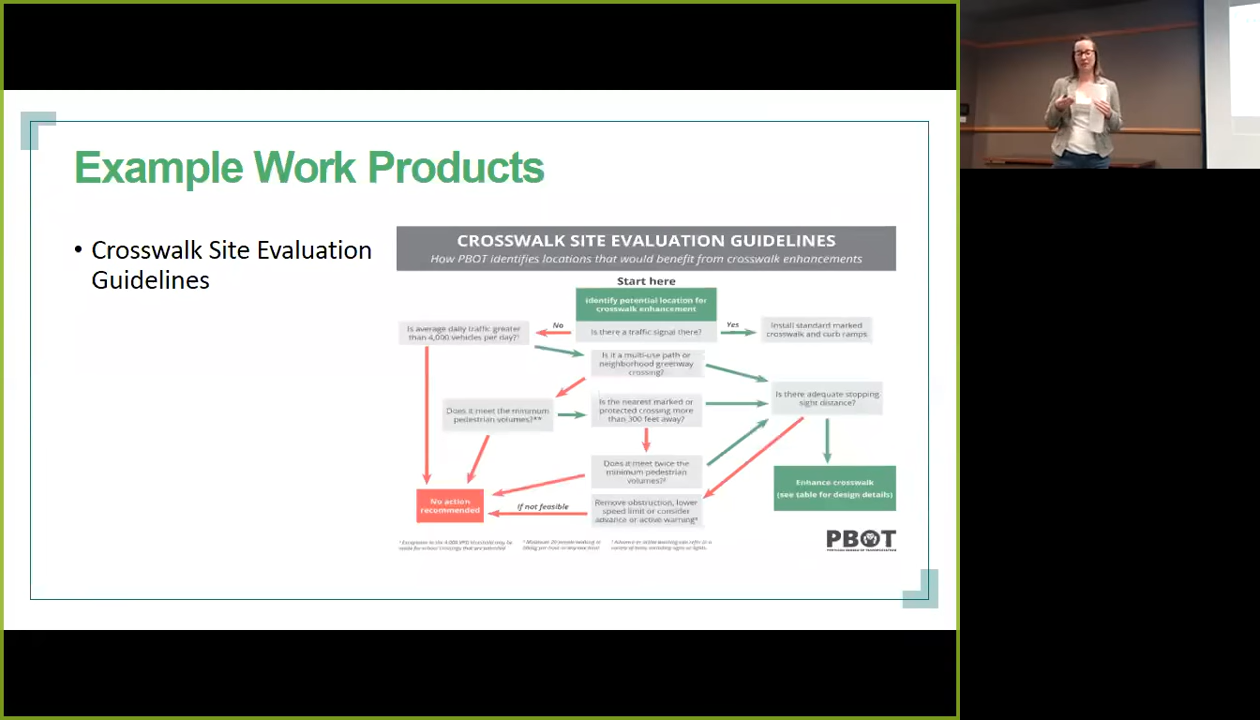 Example Work Products
• Crosswalk Site Evaluation
Guidelines
CROSSWALK SITE EVALUATION GUIDELINES
How PBOT identifies locations that would benefit from crosswalk enhancements
Start here
Identify potential location for
crosswalk enhancement
Is there a traffic signal there?
No
Yes
Install standard marked
crosswalk and curb ramps
Is average daily traffic greater
than 4,000 vehicles per day?¹
Is it a multi-use path or
neighborhood greenway
crossing?
Is there adequate stopping
sight distance?
Does it meet the minimum
pedestrian volumes?**
Is the nearest marked or
protected crossing more
than 300 feet away?
Does it meet twice the
minimum pedestrian
volumes?²
Enhance crosswalk
(see table for design details)
No action
recommended
If not feasible
Remove obstruction, lower
speed limit or consider
advance or active warning³
PBOT